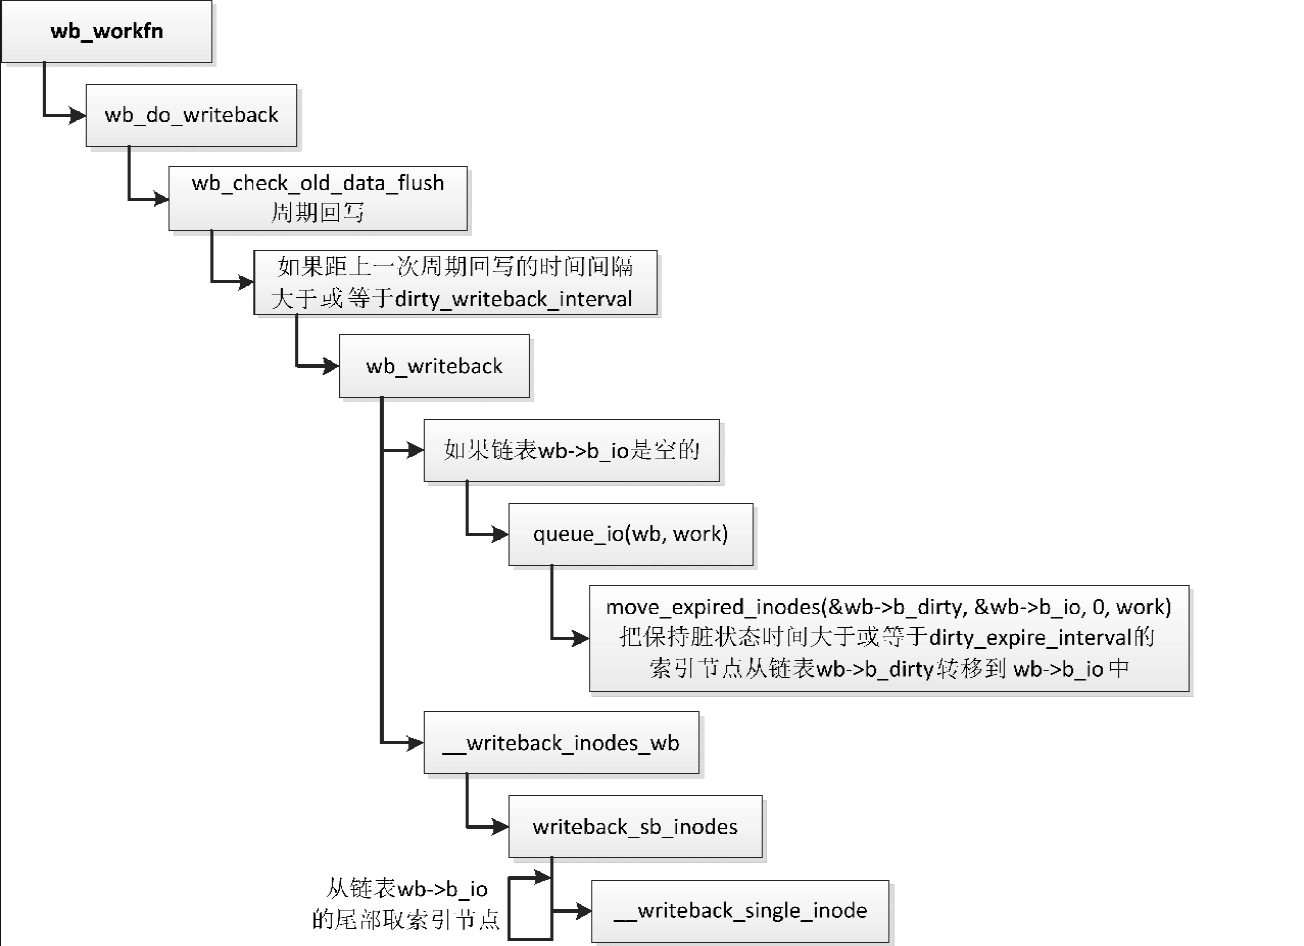 wb_workfn
wb_do_writeback
wb_check_old_data_flush
周期回写
如果距上一次周期回写的时间间隔
大于或等于dirty_writeback_interval
wb_writeback
如果链表wb->b_io是空的
queue_io(wb, work)
move_expired_inodes(&wb->b_dirty, &wb->b_io, 0, work)
把保持脏状态时间大于或等于dirty_expire_interval的
索引节点从链表wb->b_dirty转移到 wb->b_io 中
__writeback_inodes_wb
writeback_sb_inodes
从链表wb->b_io
的尾部取索引节点
__writeback_single_inode